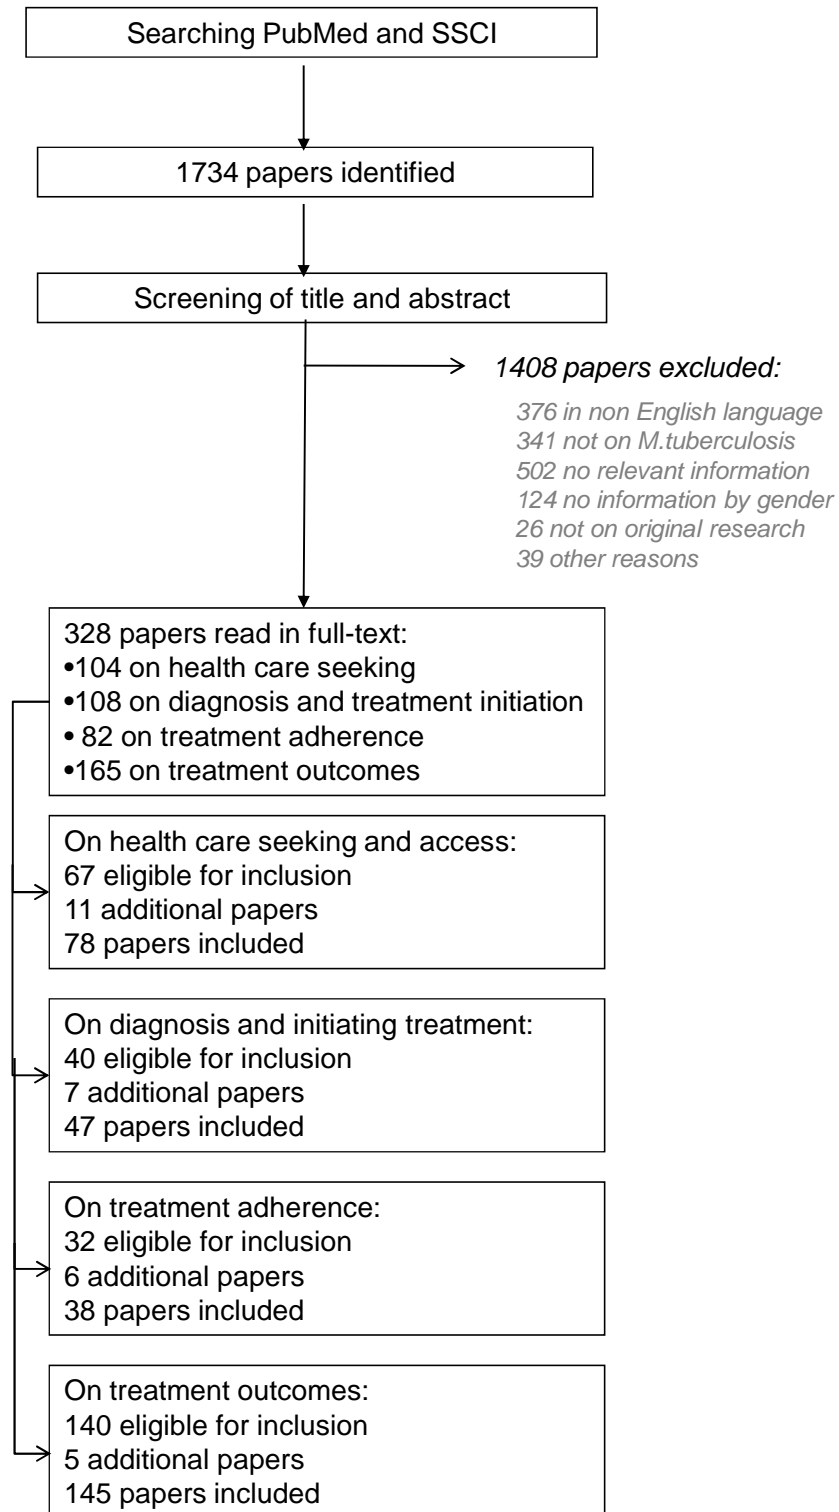 Searching PubMed and SSCI
1734 papers identified
Screening of title and abstract
1408 papers excluded:
376 in non English language
341 not on M.tuberculosis
502 no relevant information
124 no information by gender
26 not on original research
39 other reasons
328 papers read in full-text:
•104 on health care seeking
•108 on diagnosis and treatment initiation
• 82 on treatment adherence
•165 on treatment outcomes
On health care seeking and access:
67 eligible for inclusion
11 additional papers
78 papers included
On diagnosis and initiating treatment:
40 eligible for inclusion
7 additional papers
47 papers included
On treatment adherence:
32 eligible for inclusion
6 additional papers
38 papers included
On treatment outcomes:
140 eligible for inclusion
5 additional papers
145 papers included